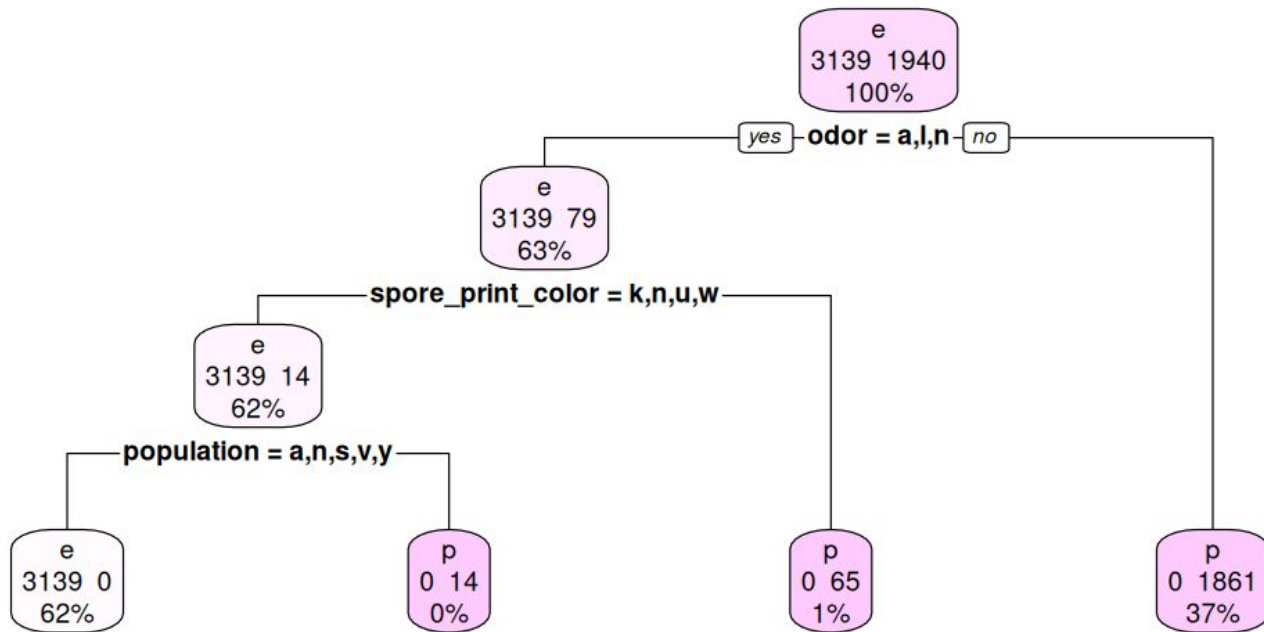 e
3139 1940
100%
yes odor = a,l,n no
e
3139 79
63%
spore_print_color = k,n,u,w
e
3139 14
62%
population = a,n,s,v,y
e
3139 0
62%
p
0 14
0%
p
0 65
1%
p
0 1861
37%